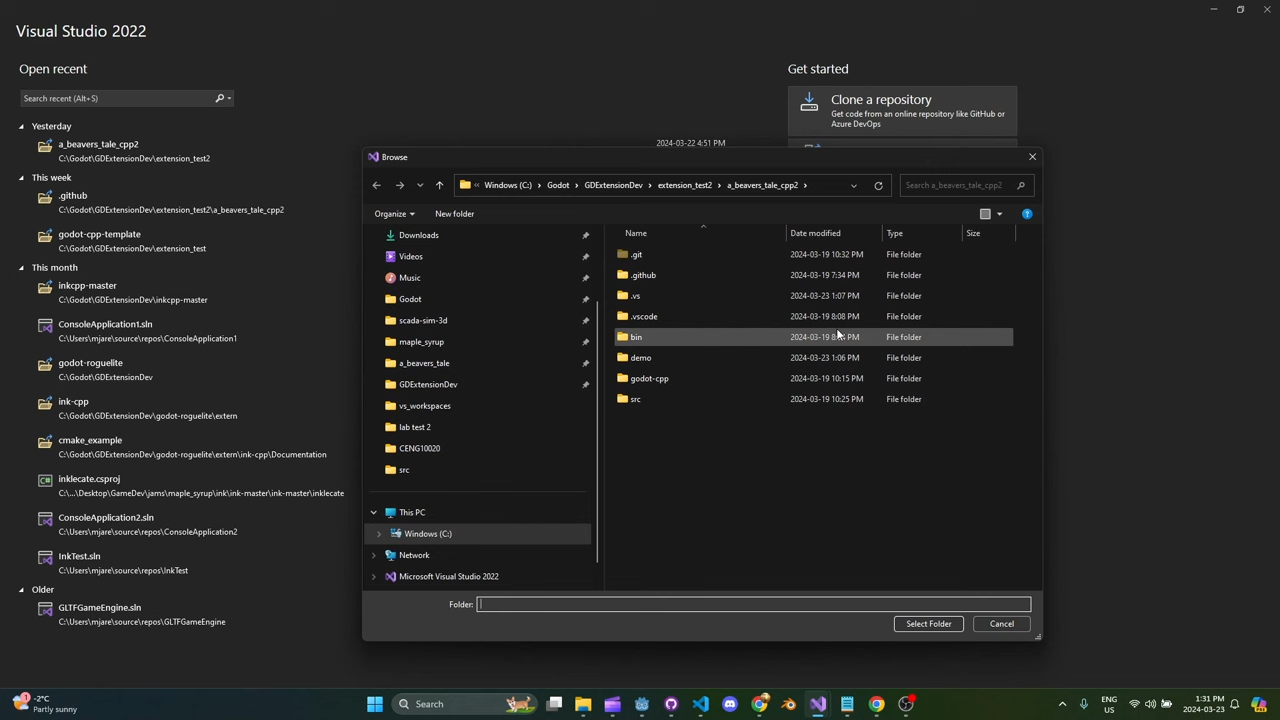 Visual Studio 2022
Open recent
Get started
Search recent (Alt+S)
Clone a repository
Get code from an online repository like GitHub or
Azure DevOps
Yesterday
a_beavers_tale_cpp2
C:\Godot\GDExtensionDev\extension_test2
2024-03-22 4:51 PM
This week
.github
C:\Godot\GDExtensionDev\extension_test2\a_beavers_tale_cpp2
godot-cpp-template
C:\Godot\GDExtensionDev\extension_test
This month
inkcpp-master
C:\Godot\GDExtensionDev\inkcpp-master
ConsoleApplication1.sln
C:\Users\mjare\source\repos\ConsoleApplication1
godot-roguelite
C:\Godot\GDExtensionDev
ink-cpp
C:\Godot\GDExtensionDev\godot-roguelite\extern
cmake_example
C:\Godot\GDExtensionDev\godot-roguelite\extern\ink-cpp\Documentation
inklecate.csproj
C:\...\Desktop\GameDev\jams\maple_syrup\ink\ink-master\ink-master\inklecate
ConsoleApplication2.sln
C:\Users\mjare\source\repos\ConsoleApplication2
InkTest.sln
C:\Users\mjare\source\repos\InkTest
Older
GLTFGameEngine.sln
C:\Users\mjare\source\repos\GLTFGameEngine
Browse
« Windows (C:) > Godot > GDExtensionDev > extension_test2 > a_beavers_tale_cpp2 >
Search a_beavers_tale_cpp2
Organize
New folder
Downloads
Videos
Music
Godot
scada-sim-3d
maple_syrup
a_beavers_tale
GDExtensionDev
vs_workspaces
lab test 2
CENG10020
src
This PC
Windows (C:)
Network
Microsoft Visual Studio 2022
Name Date modified Type Size
.git 2024-03-19 10:32 PM File folder
.github 2024-03-19 7:34 PM File folder
.vs 2024-03-23 1:07 PM File folder
.vscode 2024-03-19 8:08 PM File folder
bin 2024-03-19 PM File folder
demo 2024-03-23 1:06 PM File folder
godot-cpp 2024-03-19 10:15 PM File folder
src 2024-03-19 10:25 PM File folder
Folder:
Select Folder
Cancel
1
-2°C
Partly sunny
Search
ENG
US
1:31 PM
2024-03-23